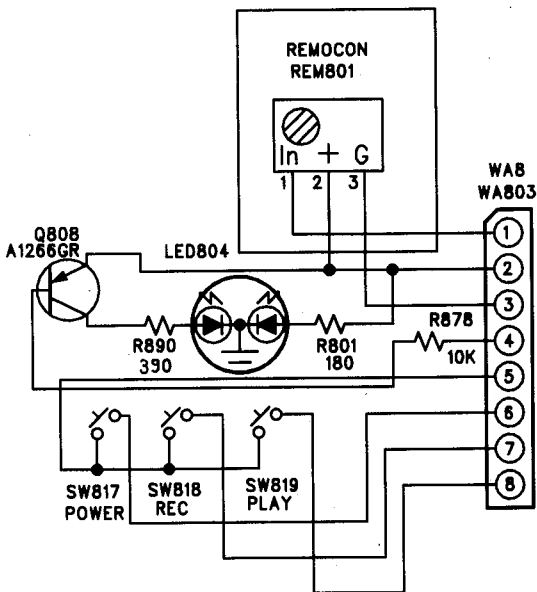 REMOCON
REM801
In + G
1 2 3
WA8
WA803
Q808
A1266GR
LED804
1
2
3
R878
4
10K
R890
390
R801
180
5
6
7
8
SW817
POWER
SW818
REC
SW819
PLAY